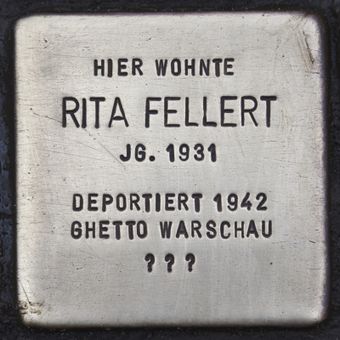 HIER WOHNTE
RITA FELLERT
JG. 1931
DEPORTIERT 1942
GHETTO WARSCHAU
? ? ?